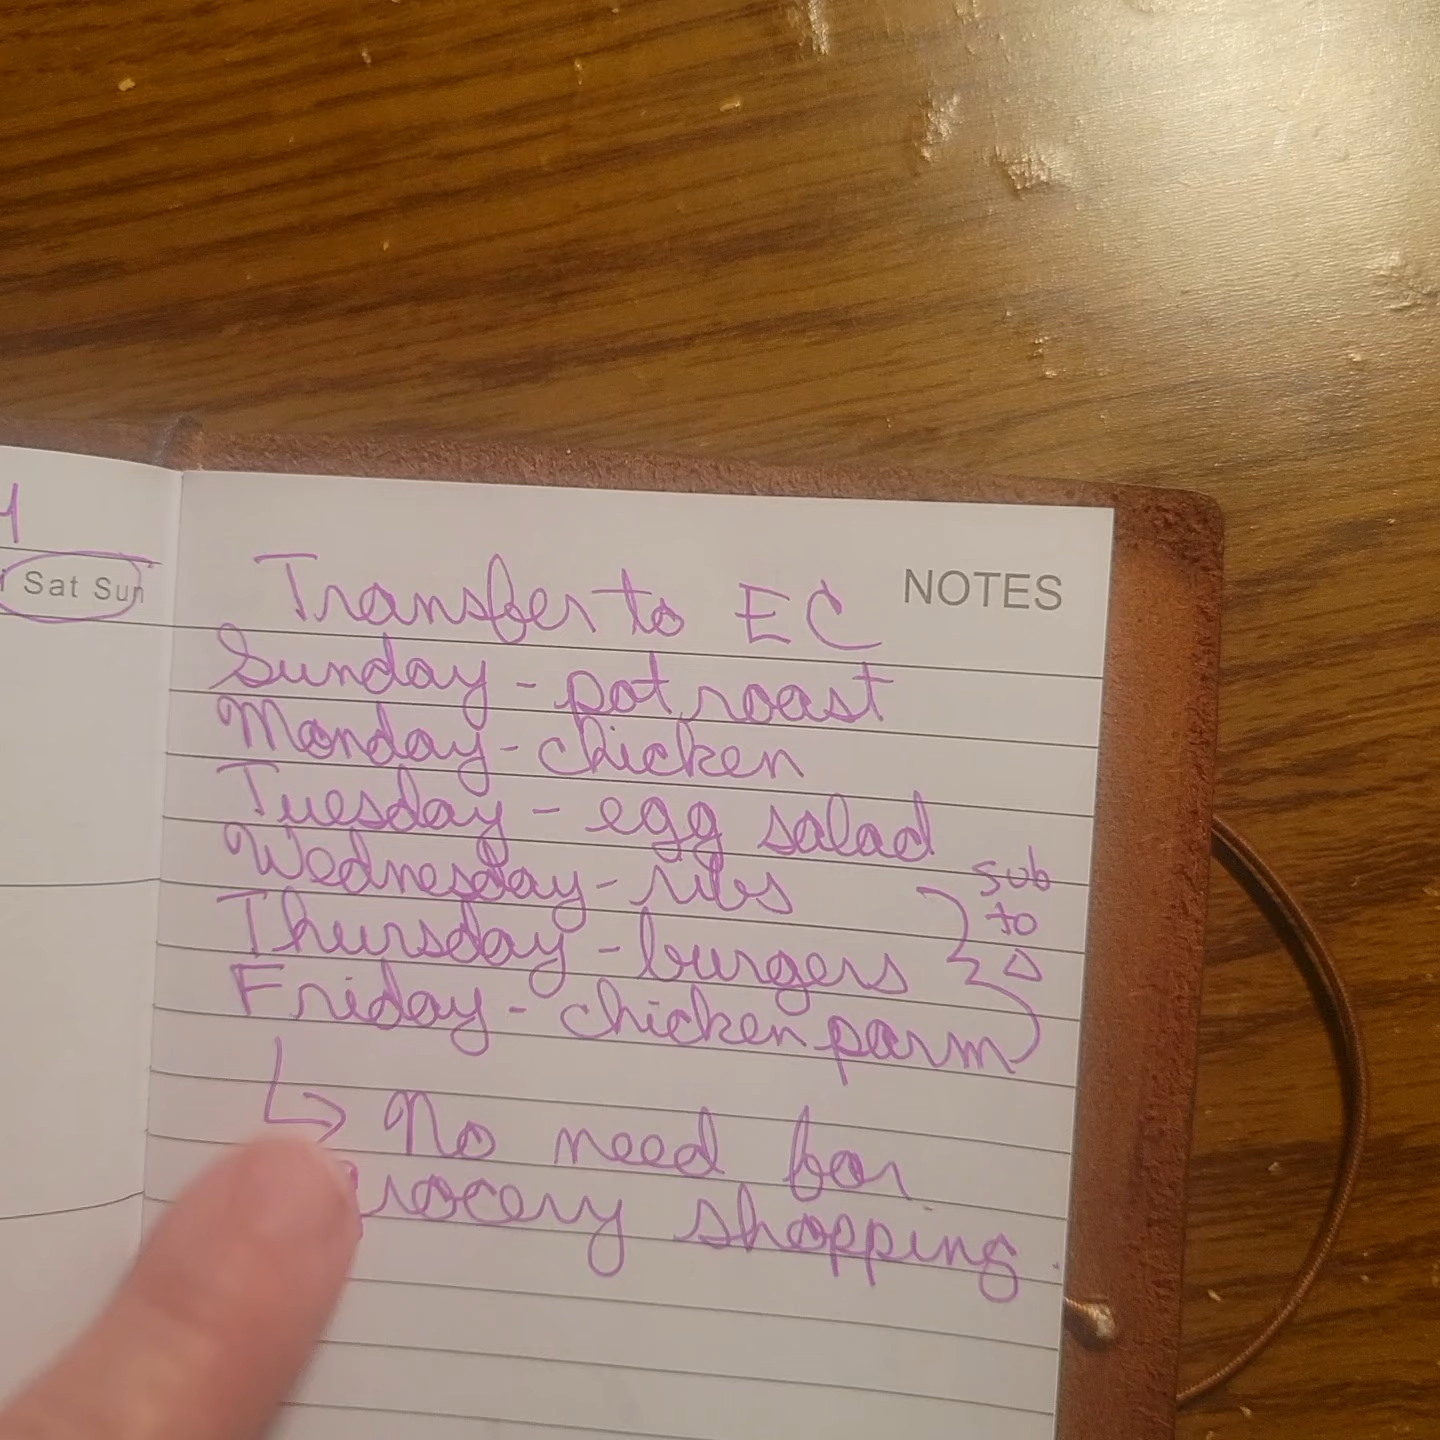 Transfer to EC
NOTES
Sat Sun
Sunday - pot roast
Monday - chicken
Tuesday - egg salad
Wednesday - ribs
Thursday - burgers
Friday - chicken parm
sub
to
Δ
No need for
rocery shopping.